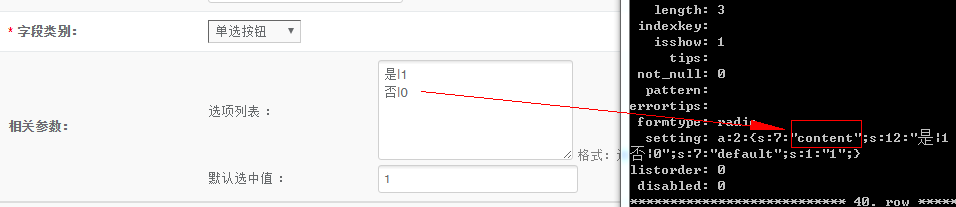 * 字段类别:
单选按钮
相关参数:
选项列表 :
是|1
否|0
格式:
默认选中值 :
1
length: 3
indexkey:
isshow: 1
tips:
not_null: 0
pattern:
errortips:
formtype: radio
setting: a:2:{s:7:"content";s:12:"是|1
否|0";s:7:"default";s:1:"1";}
listorder: 0
disabled: 0
*************************** 40. row *****